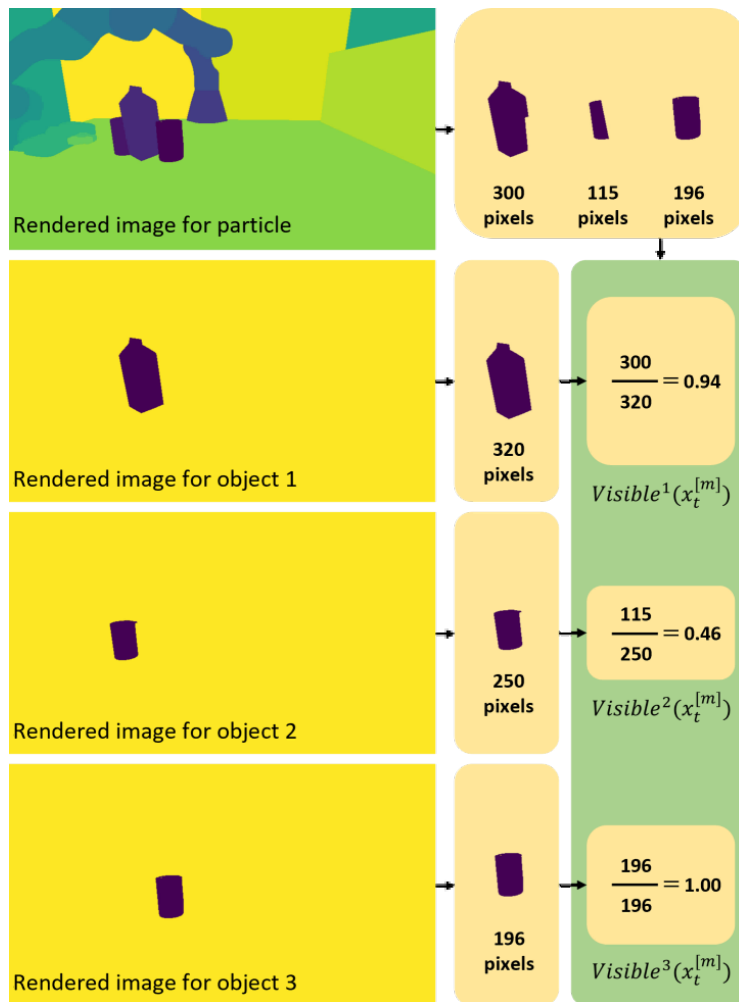 Rendered image for particle
300 pixels
115 pixels
196 pixels
Rendered image for object 1
320 pixels
300
320
= 0.94
Visible¹(x_t^[m])
Rendered image for object 2
250 pixels
115
250
= 0.46
Visible²(x_t^[m])
Rendered image for object 3
196 pixels
196
196
= 1.00
Visible³(x_t^[m])